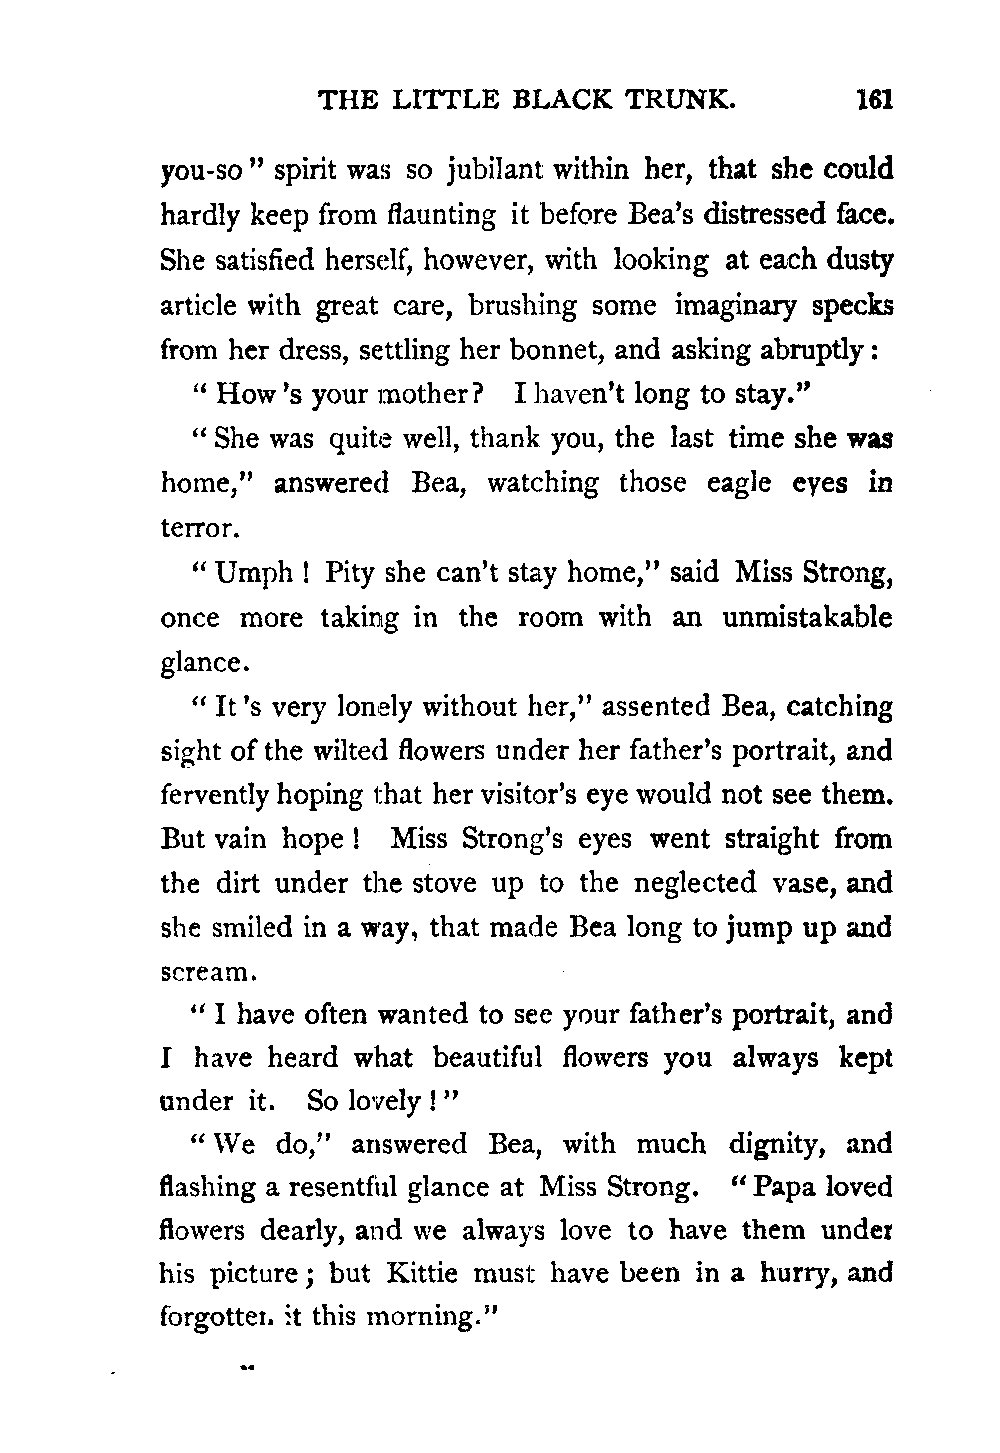 THE LITTLE BLACK TRUNK. 161
you-so" spirit was so jubilant within her, that she could
hardly keep from flaunting it before Bea's distressed face.
She satisfied herself, however, with looking at each dusty
article with great care, brushing some imaginary specks
from her dress, settling her bonnet, and asking abruptly:
"How's your mother? I haven't long to stay."
"She was quite well, thank you, the last time she was
home," answered Bea, watching those eagle eyes in
terror.
"Umph! Pity she can't stay home," said Miss Strong,
once more taking in the room with an unmistakable
glance.
"It's very lonely without her," assented Bea, catching
sight of the wilted flowers under her father's portrait, and
fervently hoping that her visitor's eye would not see them.
But vain hope! Miss Strong's eyes went straight from
the dirt under the stove up to the neglected vase, and
she smiled in a way, that made Bea long to jump up and
scream.
"I have often wanted to see your father's portrait, and
I have heard what beautiful flowers you always kept
under it. So lovely!"
"We do," answered Bea, with much dignity, and
flashing a resentful glance at Miss Strong. "Papa loved
flowers dearly, and we always love to have them under
his picture; but Kittie must have been in a hurry, and
forgotten it this morning."